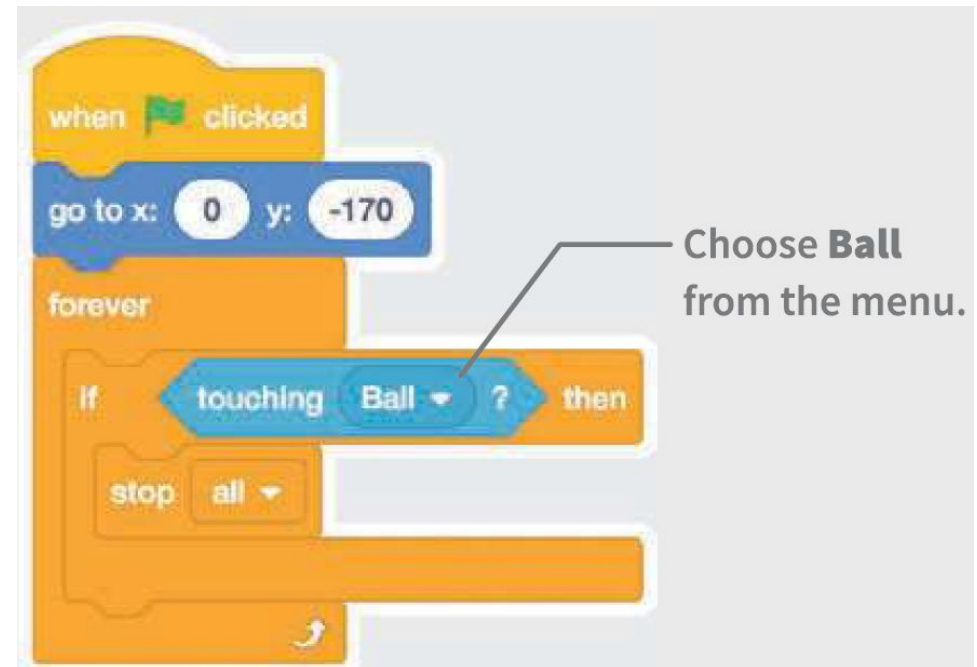 when clicked
go to x: 0 y: -170
Choose Ball
from the menu.
forever
if touching Ball ? then
stop all